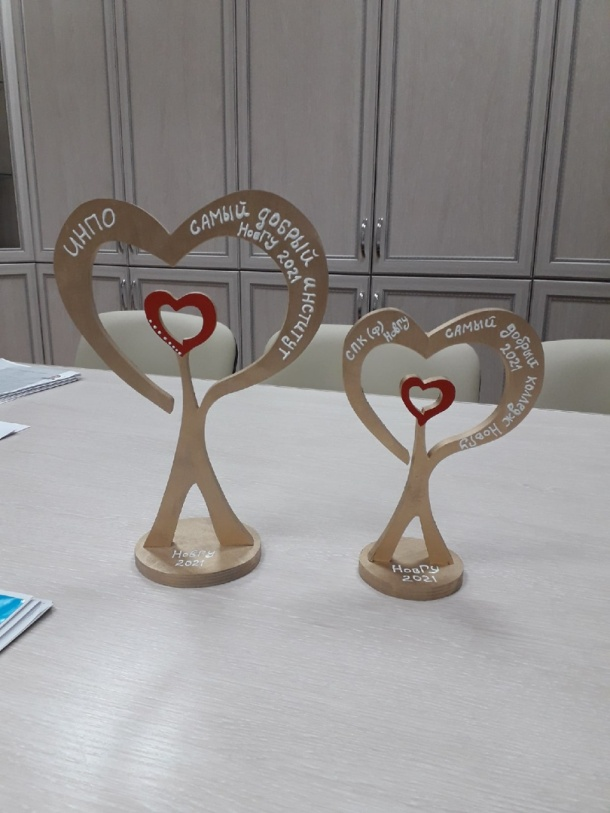 ИНПО
САМЫЙ ДОБРЫЙ ИНСТИТУТ
НовГУ 2021
НовГУ
2021
СПК (Ф)
НовГУ
САМЫЙ ДОБРЫЙ КОЛЛЕДЖ НовГУ
2021
НовГУ
2021